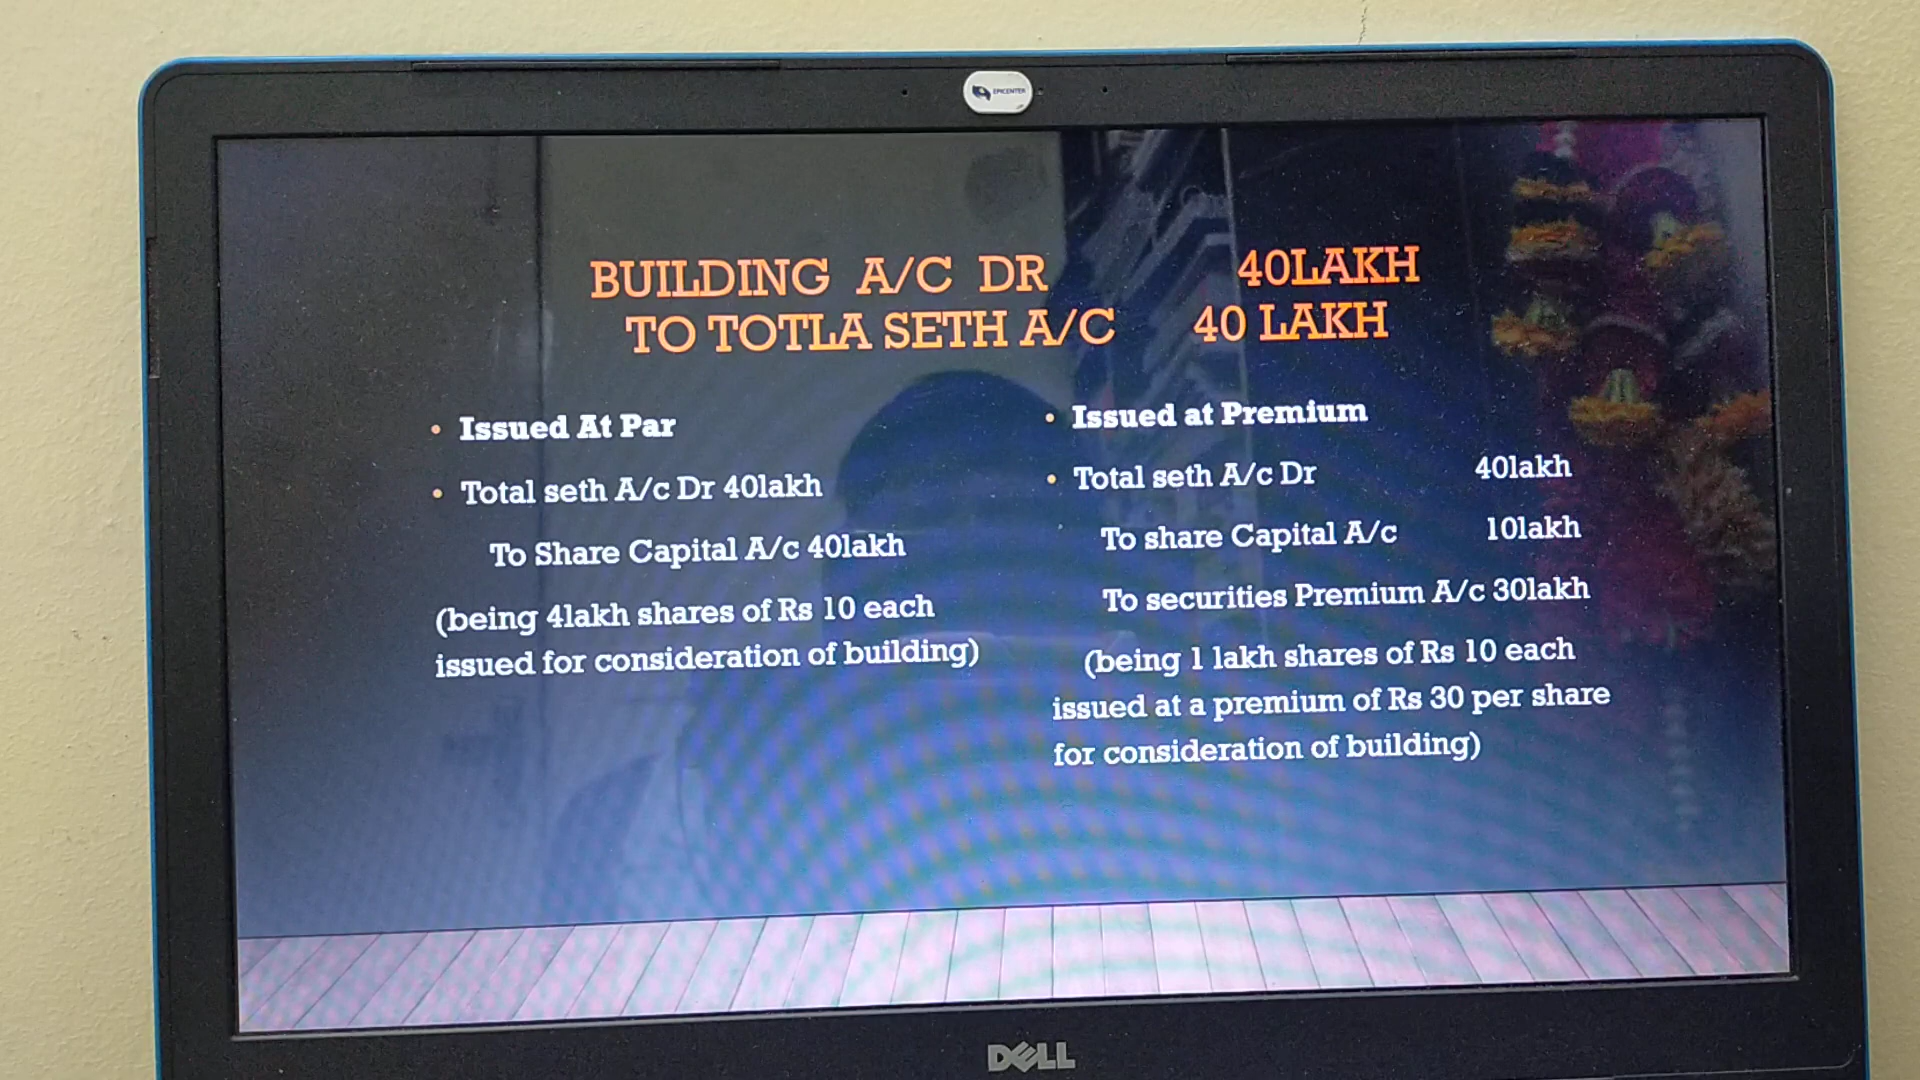 EPICENTER
BUILDING A/C DR 40LAKH
TO TOTLA SETH A/C 40 LAKH
• Issued At Par
• Total seth A/c Dr 40lakh
To Share Capital A/c 40lakh
(being 4lakh shares of Rs 10 each
issued for consideration of building)
• Issued at Premium
• Total seth A/c Dr 40lakh
To share Capital A/c 10lakh
To securities Premium A/c 30lakh
(being 1 lakh shares of Rs 10 each
issued at a premium of Rs 30 per share
for consideration of building)
DELL